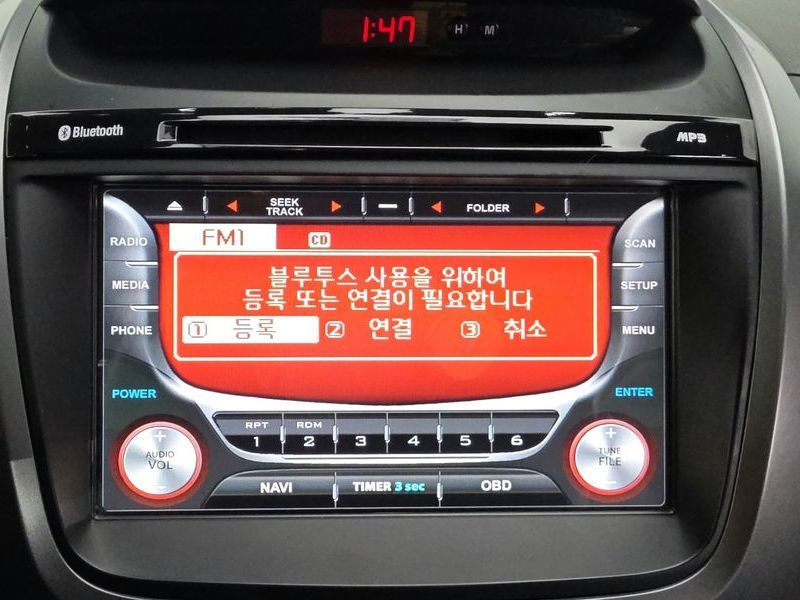 1:47 H M
Bluetooth MP3
SEEK TRACK FOLDER
RADIO FM1 CD SCAN
블루투스 사용을 위하여
등록 또는 연결이 필요합니다
① 등록 ② 연결 ③ 취소
MEDIA SETUP
PHONE MENU
POWER ENTER
RPT RDM
1 2 3 4 5 6
+ AUDIO VOL
+ TUNE FILE −
NAVI TIMER 3 sec OBD